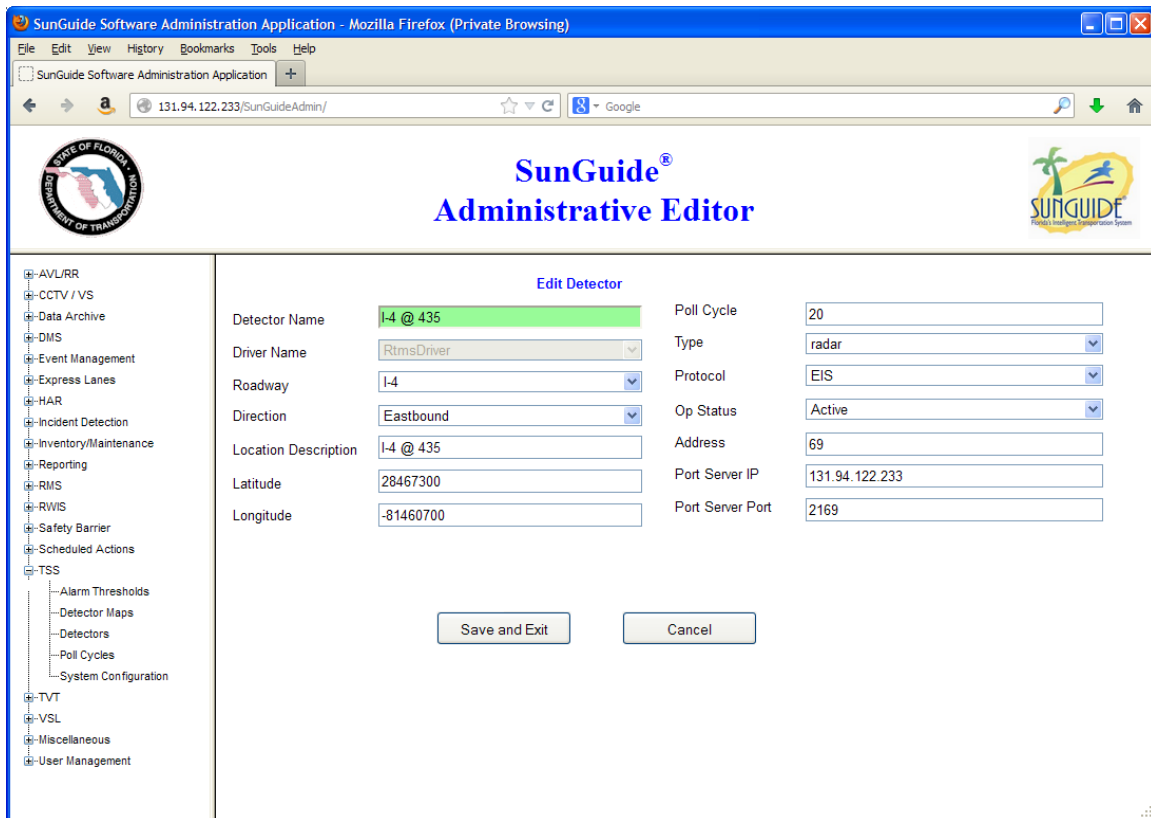 SunGuide Software Administration Application - Mozilla Firefox (Private Browsing)
File Edit View History Bookmarks Tools Help
SunGuide Software Administration Application
131.94.122.233/SunGuideAdmin/
Google
STATE OF FLORIDA
DEPARTMENT OF TRANSPORTATION
SunGuide®
Administrative Editor
SUNGUIDE®
Florida's Intelligent Transportation System
AVL/RR
CCTV / VS
Data Archive
DMS
Event Management
Express Lanes
HAR
Incident Detection
Inventory/Maintenance
Reporting
RMS
RWIS
Safety Barrier
Scheduled Actions
TSS
Alarm Thresholds
Detector Maps
Detectors
Poll Cycles
System Configuration
TVT
VSL
Miscellaneous
User Management
Edit Detector
Detector Name I-4 @ 435
Driver Name RtmsDriver
Roadway I-4
Direction Eastbound
Location Description I-4 @ 435
Latitude 28467300
Longitude -81460700
Poll Cycle 20
Type radar
Protocol EIS
Op Status Active
Address 69
Port Server IP 131.94.122.233
Port Server Port 2169
Save and Exit Cancel